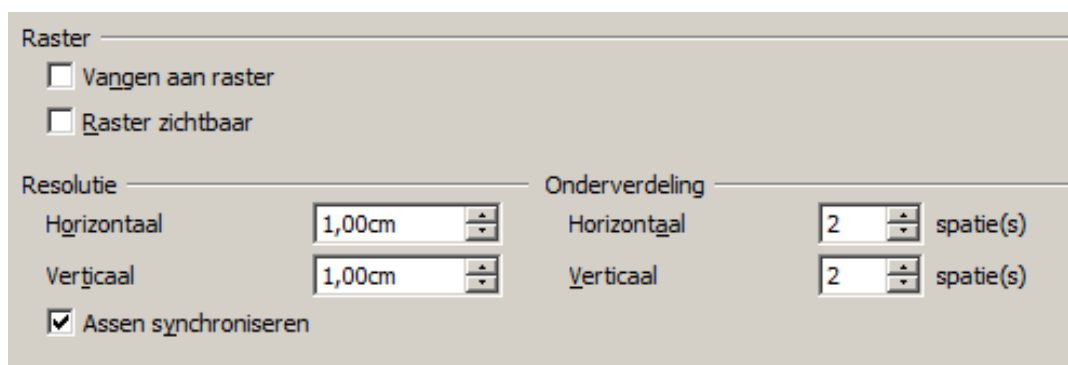 Raster
Vangen aan raster
Raster zichtbaar
Resolutie
Horizontaal 1,00cm
Verticaal 1,00cm
Assen synchroniseren
Onderverdeling
Horizontaal 2 spatie(s)
Verticaal 2 spatie(s)